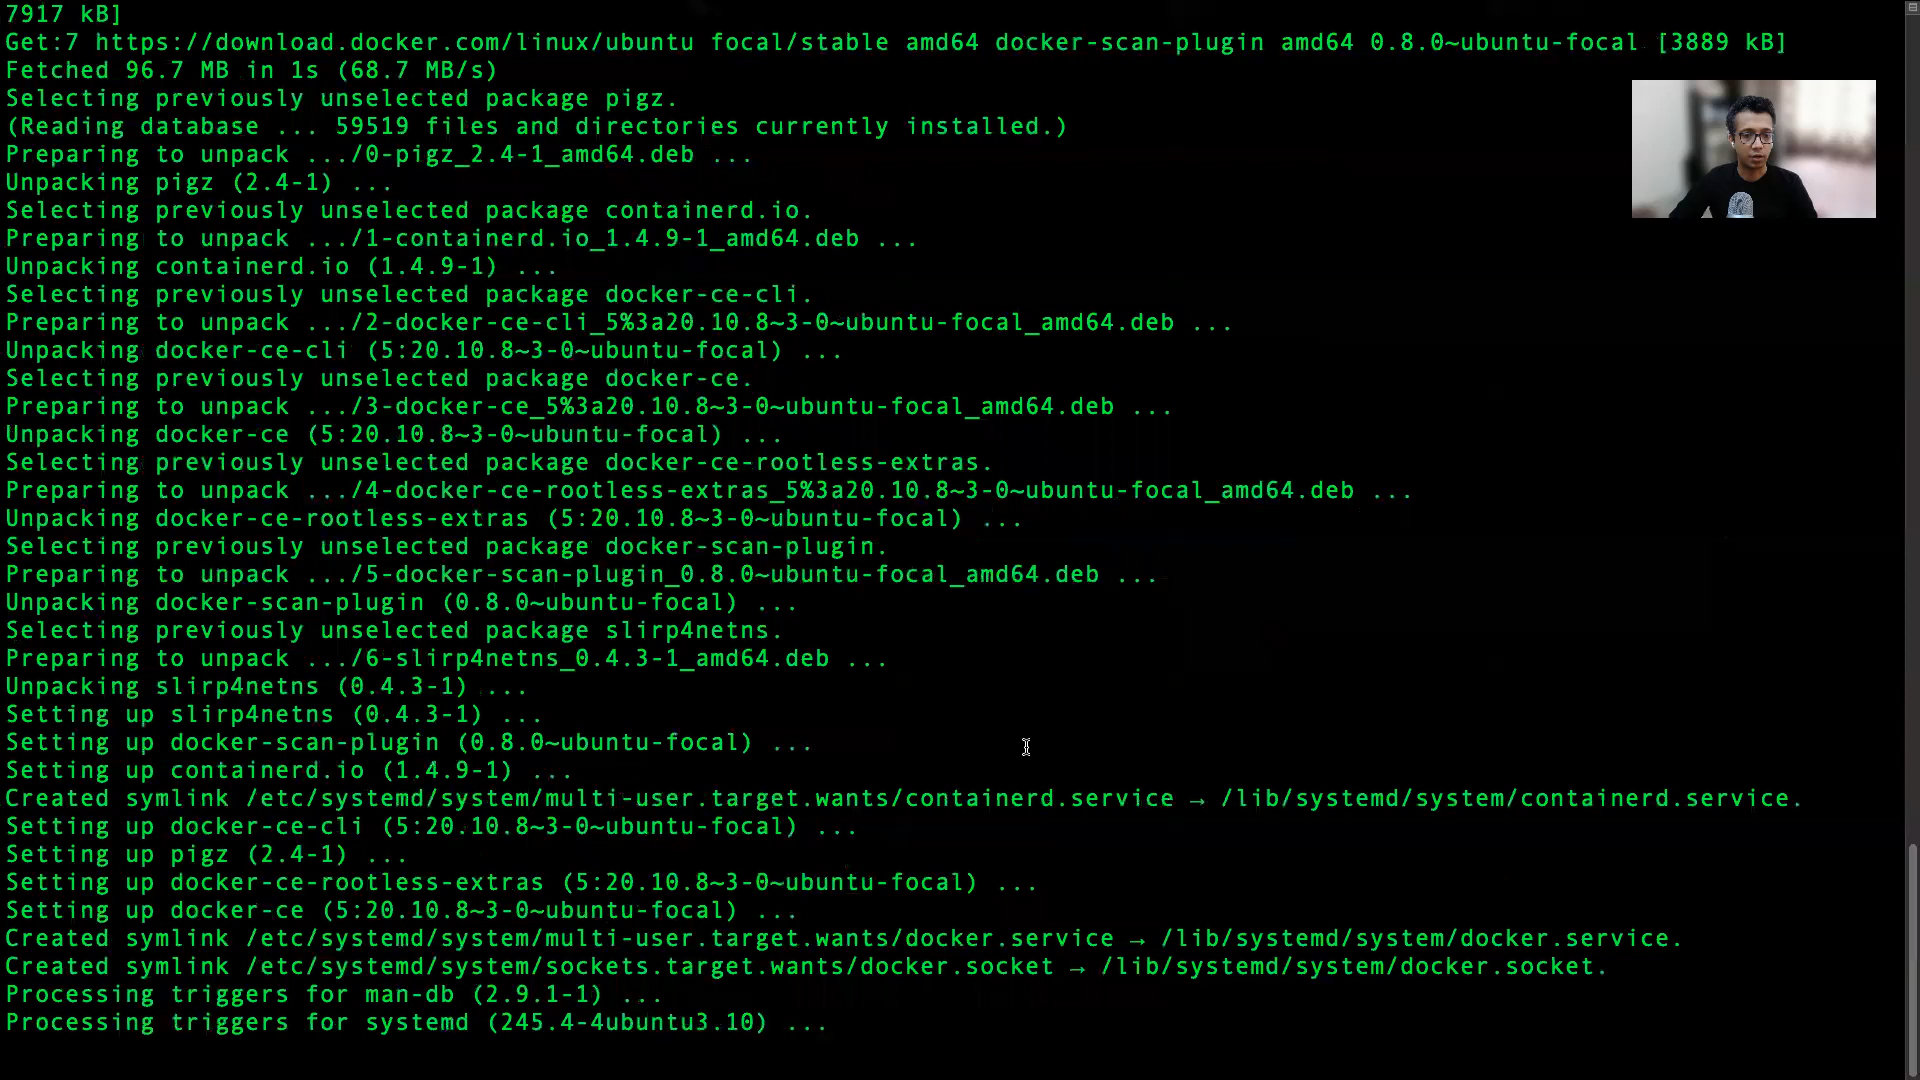 7917 kB]
Get:7 https://download.docker.com/linux/ubuntu focal/stable amd64 docker-scan-plugin amd64 0.8.0~ubuntu-focal [3889 kB]
Fetched 96.7 MB in 1s (68.7 MB/s)
Selecting previously unselected package pigz.
(Reading database ... 59519 files and directories currently installed.)
Preparing to unpack .../0-pigz_2.4-1_amd64.deb ...
Unpacking pigz (2.4-1) ...
Selecting previously unselected package containerd.io.
Preparing to unpack .../1-containerd.io_1.4.9-1_amd64.deb ...
Unpacking containerd.io (1.4.9-1) ...
Selecting previously unselected package docker-ce-cli.
Preparing to unpack .../2-docker-ce-cli_5%3a20.10.8~3-0~ubuntu-focal_amd64.deb ...
Unpacking docker-ce-cli (5:20.10.8~3-0~ubuntu-focal) ...
Selecting previously unselected package docker-ce.
Preparing to unpack .../3-docker-ce_5%3a20.10.8~3-0~ubuntu-focal_amd64.deb ...
Unpacking docker-ce (5:20.10.8~3-0~ubuntu-focal) ...
Selecting previously unselected package docker-ce-rootless-extras.
Preparing to unpack .../4-docker-ce-rootless-extras_5%3a20.10.8~3-0~ubuntu-focal_amd64.deb ...
Unpacking docker-ce-rootless-extras (5:20.10.8~3-0~ubuntu-focal) ...
Selecting previously unselected package docker-scan-plugin.
Preparing to unpack .../5-docker-scan-plugin_0.8.0~ubuntu-focal_amd64.deb ...
Unpacking docker-scan-plugin (0.8.0~ubuntu-focal) ...
Selecting previously unselected package slirp4netns.
Preparing to unpack .../6-slirp4netns_0.4.3-1_amd64.deb ...
Unpacking slirp4netns (0.4.3-1) ...
Setting up slirp4netns (0.4.3-1) ...
Setting up docker-scan-plugin (0.8.0~ubuntu-focal) ...
Setting up containerd.io (1.4.9-1) ...
Created symlink /etc/systemd/system/multi-user.target.wants/containerd.service → /lib/systemd/system/containerd.service.
Setting up docker-ce-cli (5:20.10.8~3-0~ubuntu-focal) ...
Setting up pigz (2.4-1) ...
Setting up docker-ce-rootless-extras (5:20.10.8~3-0~ubuntu-focal) ...
Setting up docker-ce (5:20.10.8~3-0~ubuntu-focal) ...
Created symlink /etc/systemd/system/multi-user.target.wants/docker.service → /lib/systemd/system/docker.service.
Created symlink /etc/systemd/system/sockets.target.wants/docker.socket → /lib/systemd/system/docker.socket.
Processing triggers for man-db (2.9.1-1) ...
Processing triggers for systemd (245.4-4ubuntu3.10) ...